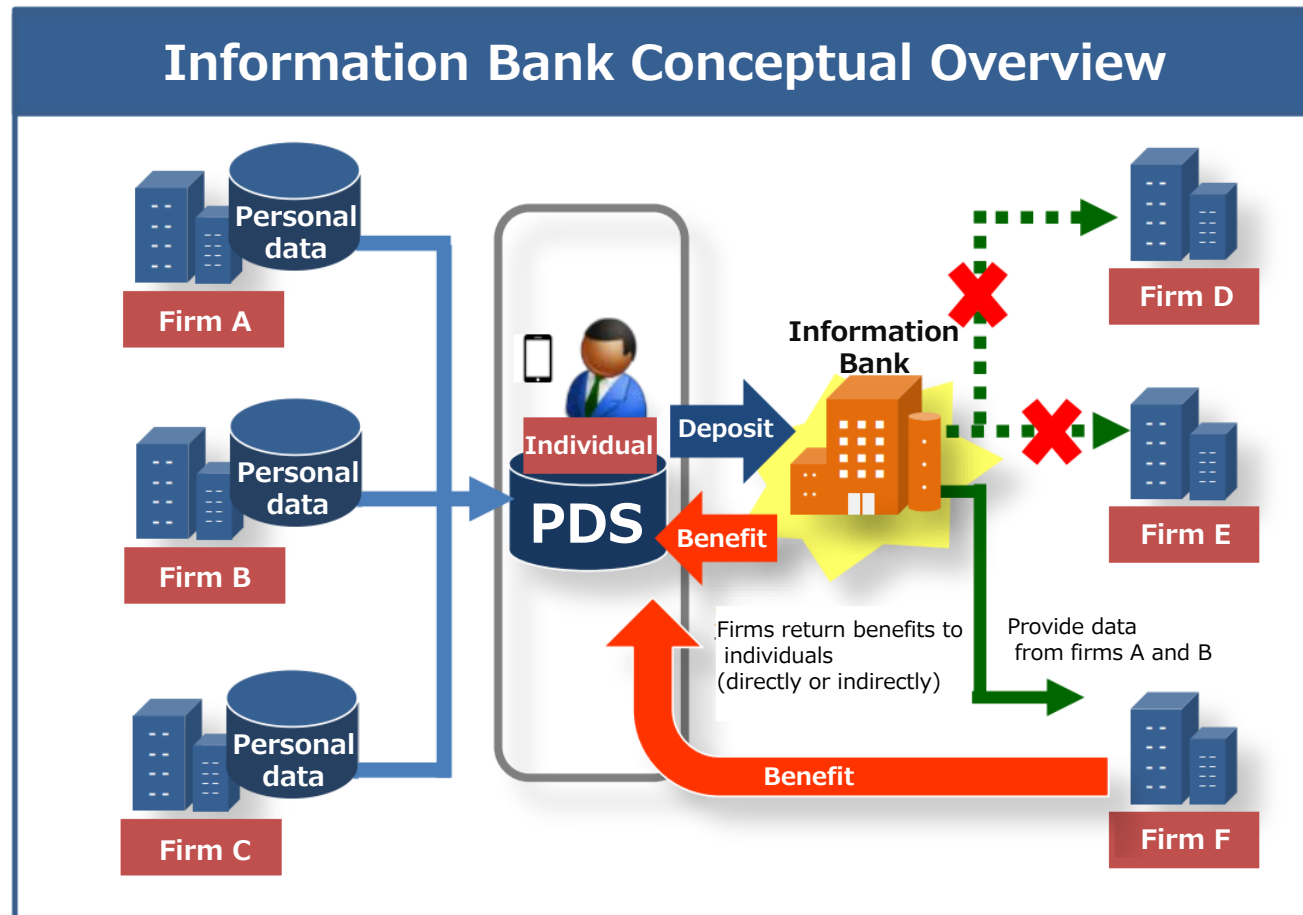 Information Bank Conceptual Overview
Personal
data
Firm A
Personal
data
Firm B
Personal
data
Firm C
Individual
PDS
Deposit
Benefit
Information
Bank
Firms return benefits to
individuals
(directly or indirectly)
Provide data
from firms A and B
Benefit
Firm D
Firm E
Firm F